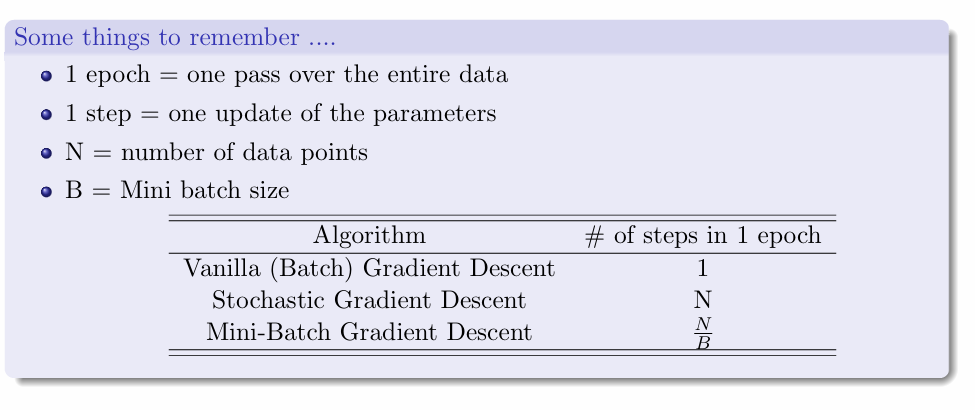 Some things to remember ....
1 epoch = one pass over the entire data
1 step = one update of the parameters
N = number of data points
B = Mini batch size
Algorithm # of steps in 1 epoch
Vanilla (Batch) Gradient Descent 1
Stochastic Gradient Descent N
Mini-Batch Gradient Descent N/B